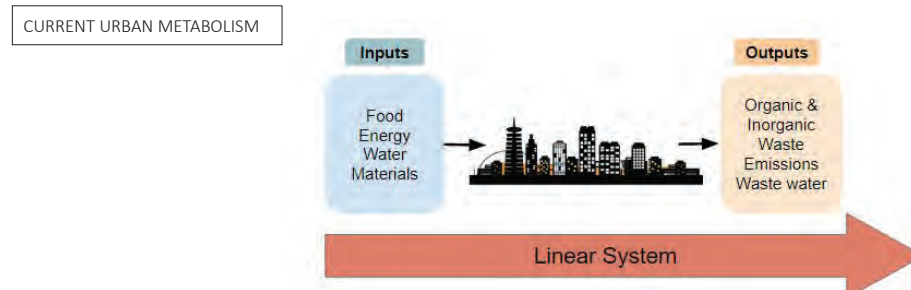 CURRENT URBAN METABOLISM
Inputs
Food
Energy
Water
Materials
Outputs
Organic &
Inorganic
Waste
Emissions
Waste water
Linear System